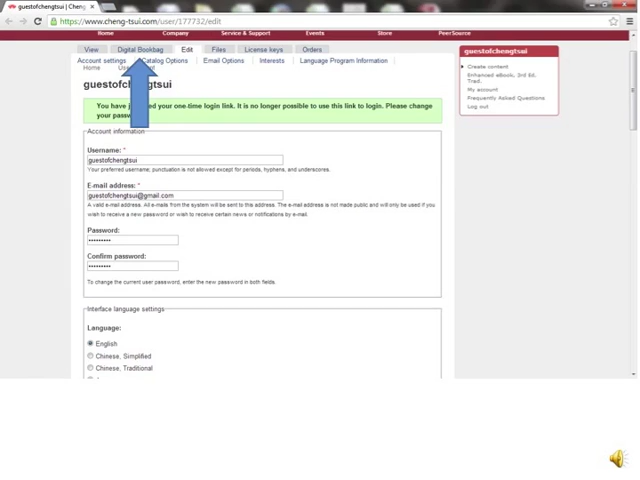 guestofchengtsui | Cheng
https://www.cheng-tsui.com/user/177732/edit
Home Company Service & Support Events PeerSource
View Digital Bookbag Edit Files License keys Orders
Account settings Catalog Options Email Options Interests Language Program Information
Home
guestofch tsui
You have j ed your one-time login link. It is no longer possible to use this link to login. Please change
your pass
Account information
Username: *
guestofchengtsui
Your preferred username; punctuation is not allowed except for periods, hyphens, and underscores.
E-mail address: *
guestofchengtsui@gmail.com
A valid e-mail address. All e-mails from the system will be sent to this address. The e-mail address is not made public and will only be used if you
wish to receive a new password or wish to receive certain news or notifications by e-mail.
Password:
•••••••••
Confirm password:
•••••••••
To change the current user password, enter the new password in both fields.
Interface language settings
Language:
English
Chinese, Simplified
Chinese, Traditional
guestofchengtsui
Create content
Enhanced eBook, 3rd Ed,
Trad.
My account
Frequently Asked Questions
Log out